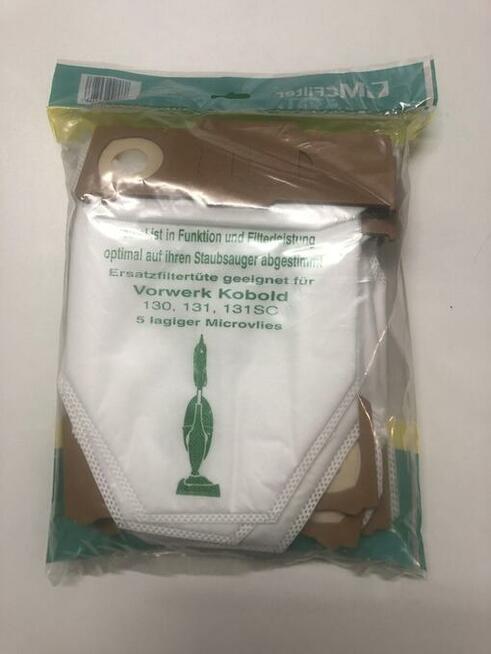 McFilter
ist in Funktion und Filterleistung
optimal auf ihren Staubsauger abgestimmt
Ersatzfiltertüte geeignet für
Vorwerk Kobold
130, 131, 131SC
5 lagiger Microvlies